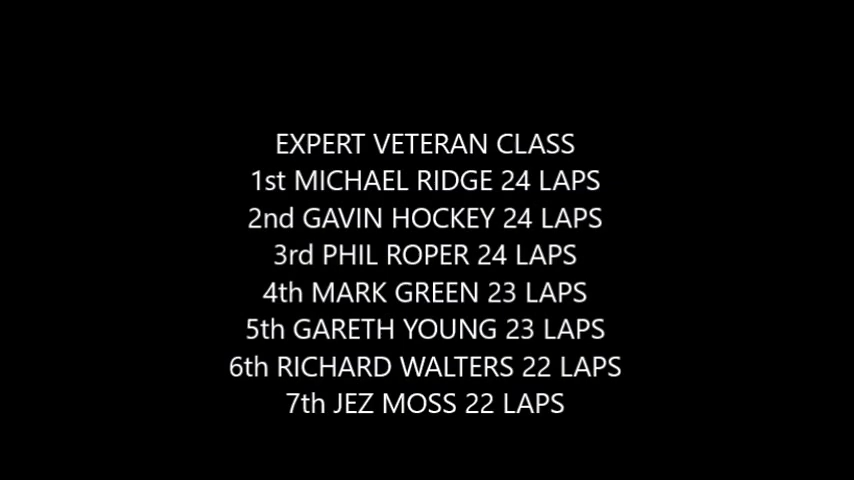 EXPERT VETERAN CLASS
1st MICHAEL RIDGE 24 LAPS
2nd GAVIN HOCKEY 24 LAPS
3rd PHIL ROPER 24 LAPS
4th MARK GREEN 23 LAPS
5th GARETH YOUNG 23 LAPS
6th RICHARD WALTERS 22 LAPS
7th JEZ MOSS 22 LAPS